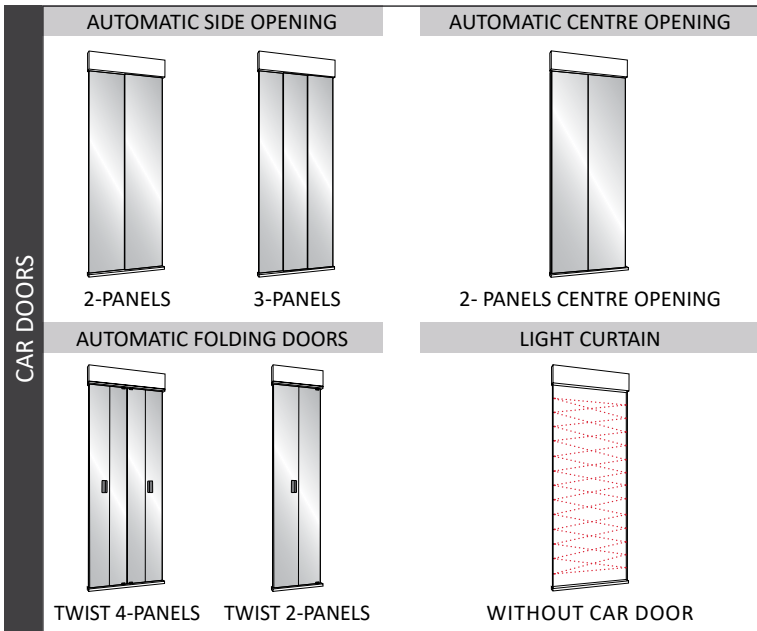 CAR DOORS
AUTOMATIC SIDE OPENING
2-PANELS
3-PANELS
AUTOMATIC CENTRE OPENING
2- PANELS CENTRE OPENING
AUTOMATIC FOLDING DOORS
TWIST 4-PANELS
TWIST 2-PANELS
LIGHT CURTAIN
WITHOUT CAR DOOR